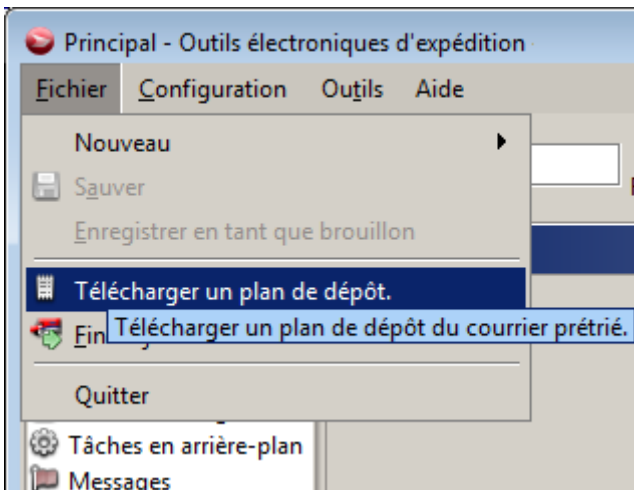 Principal - Outils électroniques d'expédition
Fichier Configuration Outils Aide
Nouveau
Sauver
Enregistrer en tant que brouillon
Télécharger un plan de dépôt.
Télécharger un plan de dépôt du courrier prétrié.
Quitter
Tâches en arrière-plan
Messages